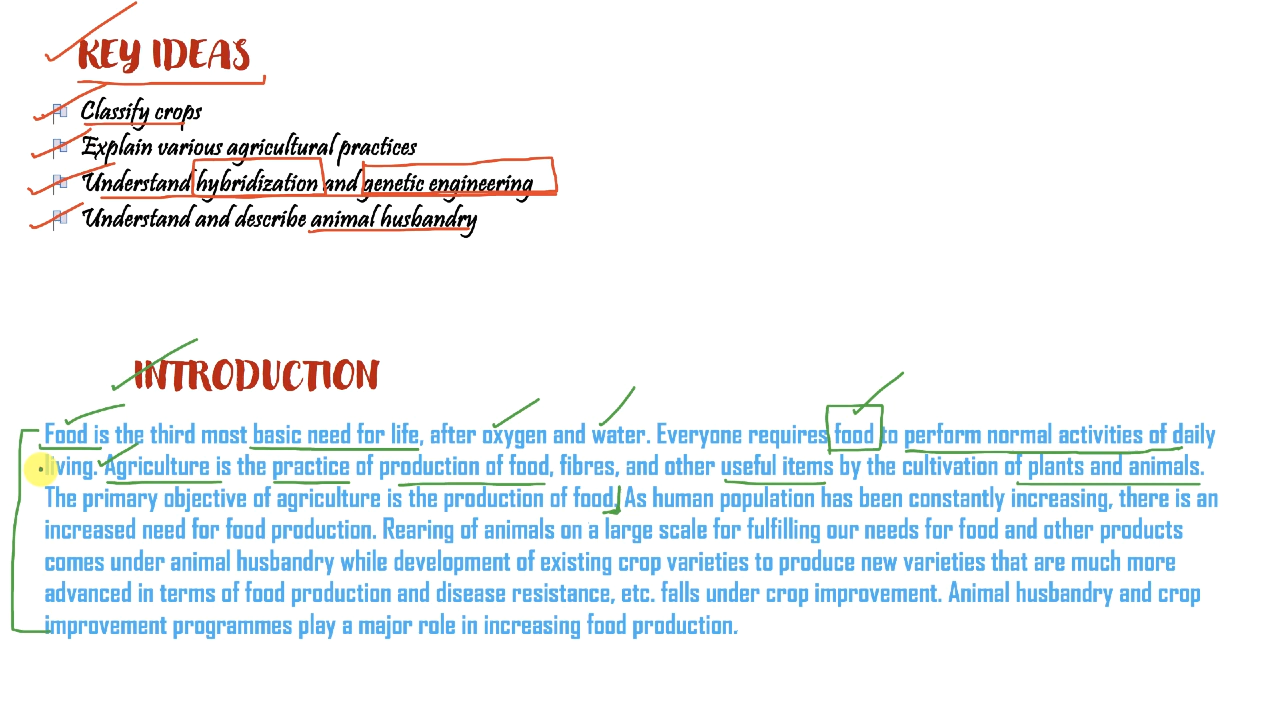 KEY IDEAS
Classify crops
Explain various agricultural practices
Understand hybridization and genetic engineering
Understand and describe animal husbandry
INTRODUCTION
Food is the third most basic need for life, after oxygen and water. Everyone requires food to perform normal activities of daily
living. Agriculture is the practice of production of food, fibres, and other useful items by the cultivation of plants and animals.
The primary objective of agriculture is the production of food. As human population has been constantly increasing, there is an
increased need for food production. Rearing of animals on a large scale for fulfilling our needs for food and other products
comes under animal husbandry while development of existing crop varieties to produce new varieties that are much more
advanced in terms of food production and disease resistance, etc. falls under crop improvement. Animal husbandry and crop
improvement programmes play a major role in increasing food production.